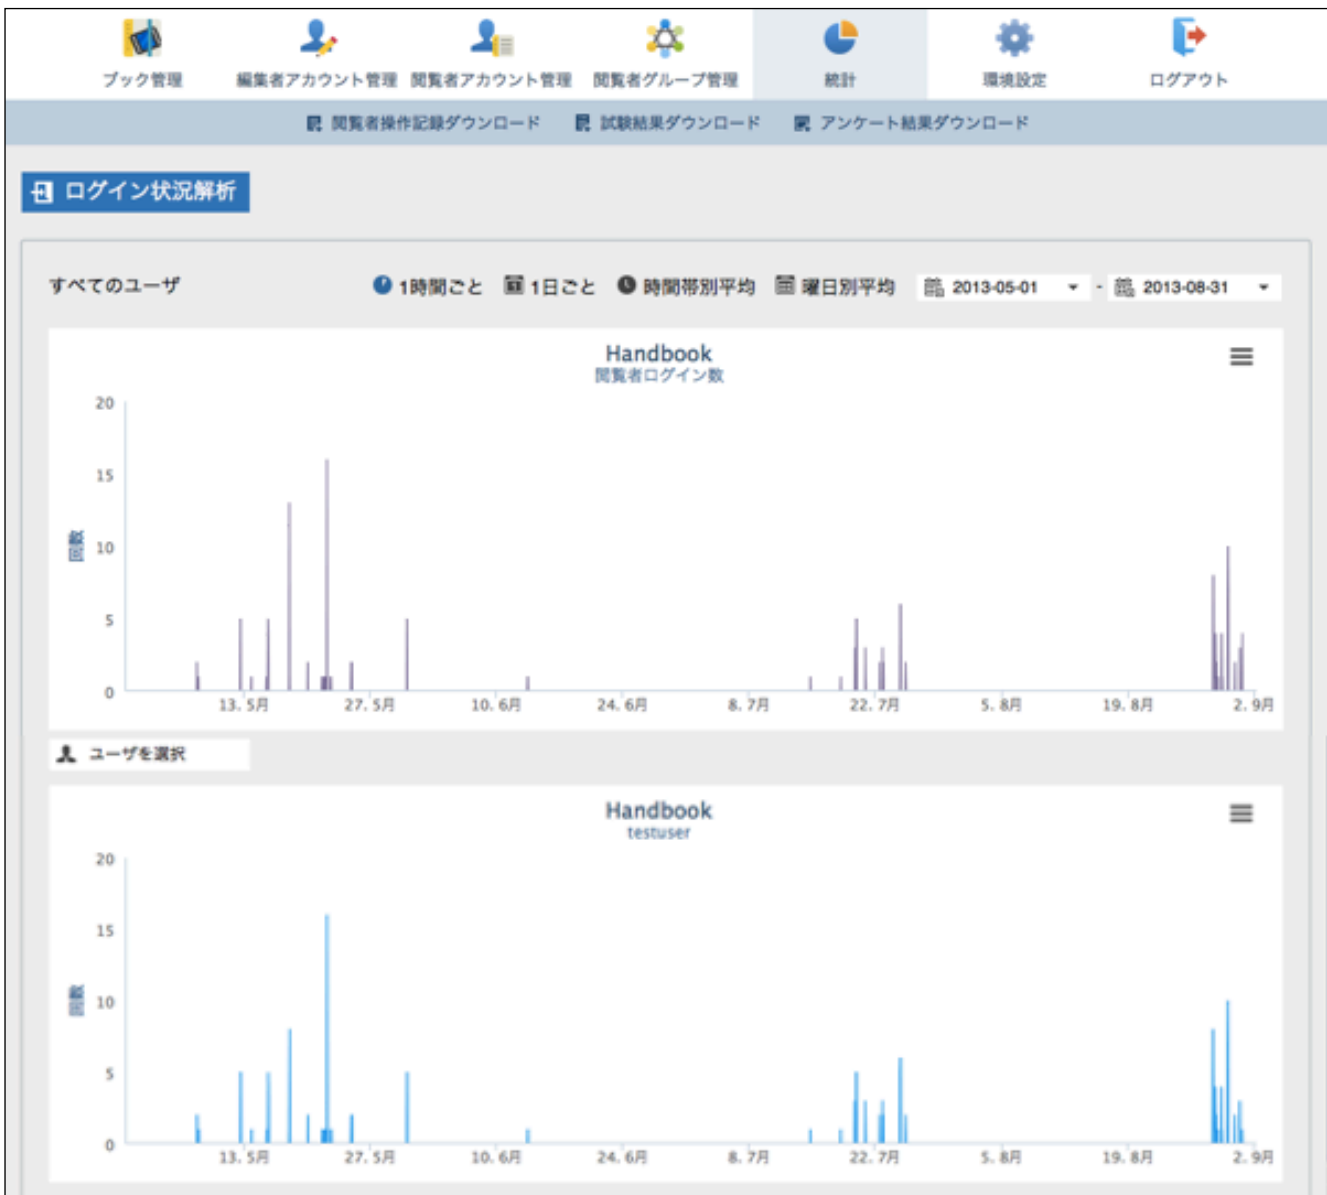 ブック管理 編集者アカウント管理 閲覧者アカウント管理 閲覧者グループ管理 統計 環境設定 ログアウト
閲覧者操作記録ダウンロード 試験結果ダウンロード アンケート結果ダウンロード
ログイン状況解析
すべてのユーザ 1時間ごと 1日ごと 時間帯別平均 曜日別平均 2013-05-01 - 2013-08-31
Handbook
閲覧者ログイン数
20
15
回数
10
5
0
13. 5月 27. 5月 10. 6月 24. 6月 8. 7月 22. 7月 5. 8月 19. 8月 2. 9月
ユーザを選択
Handbook
testuser
20
15
回数
10
5
0
13. 5月 27. 5月 10. 6月 24. 6月 8. 7月 22. 7月 5. 8月 19. 8月 2. 9月